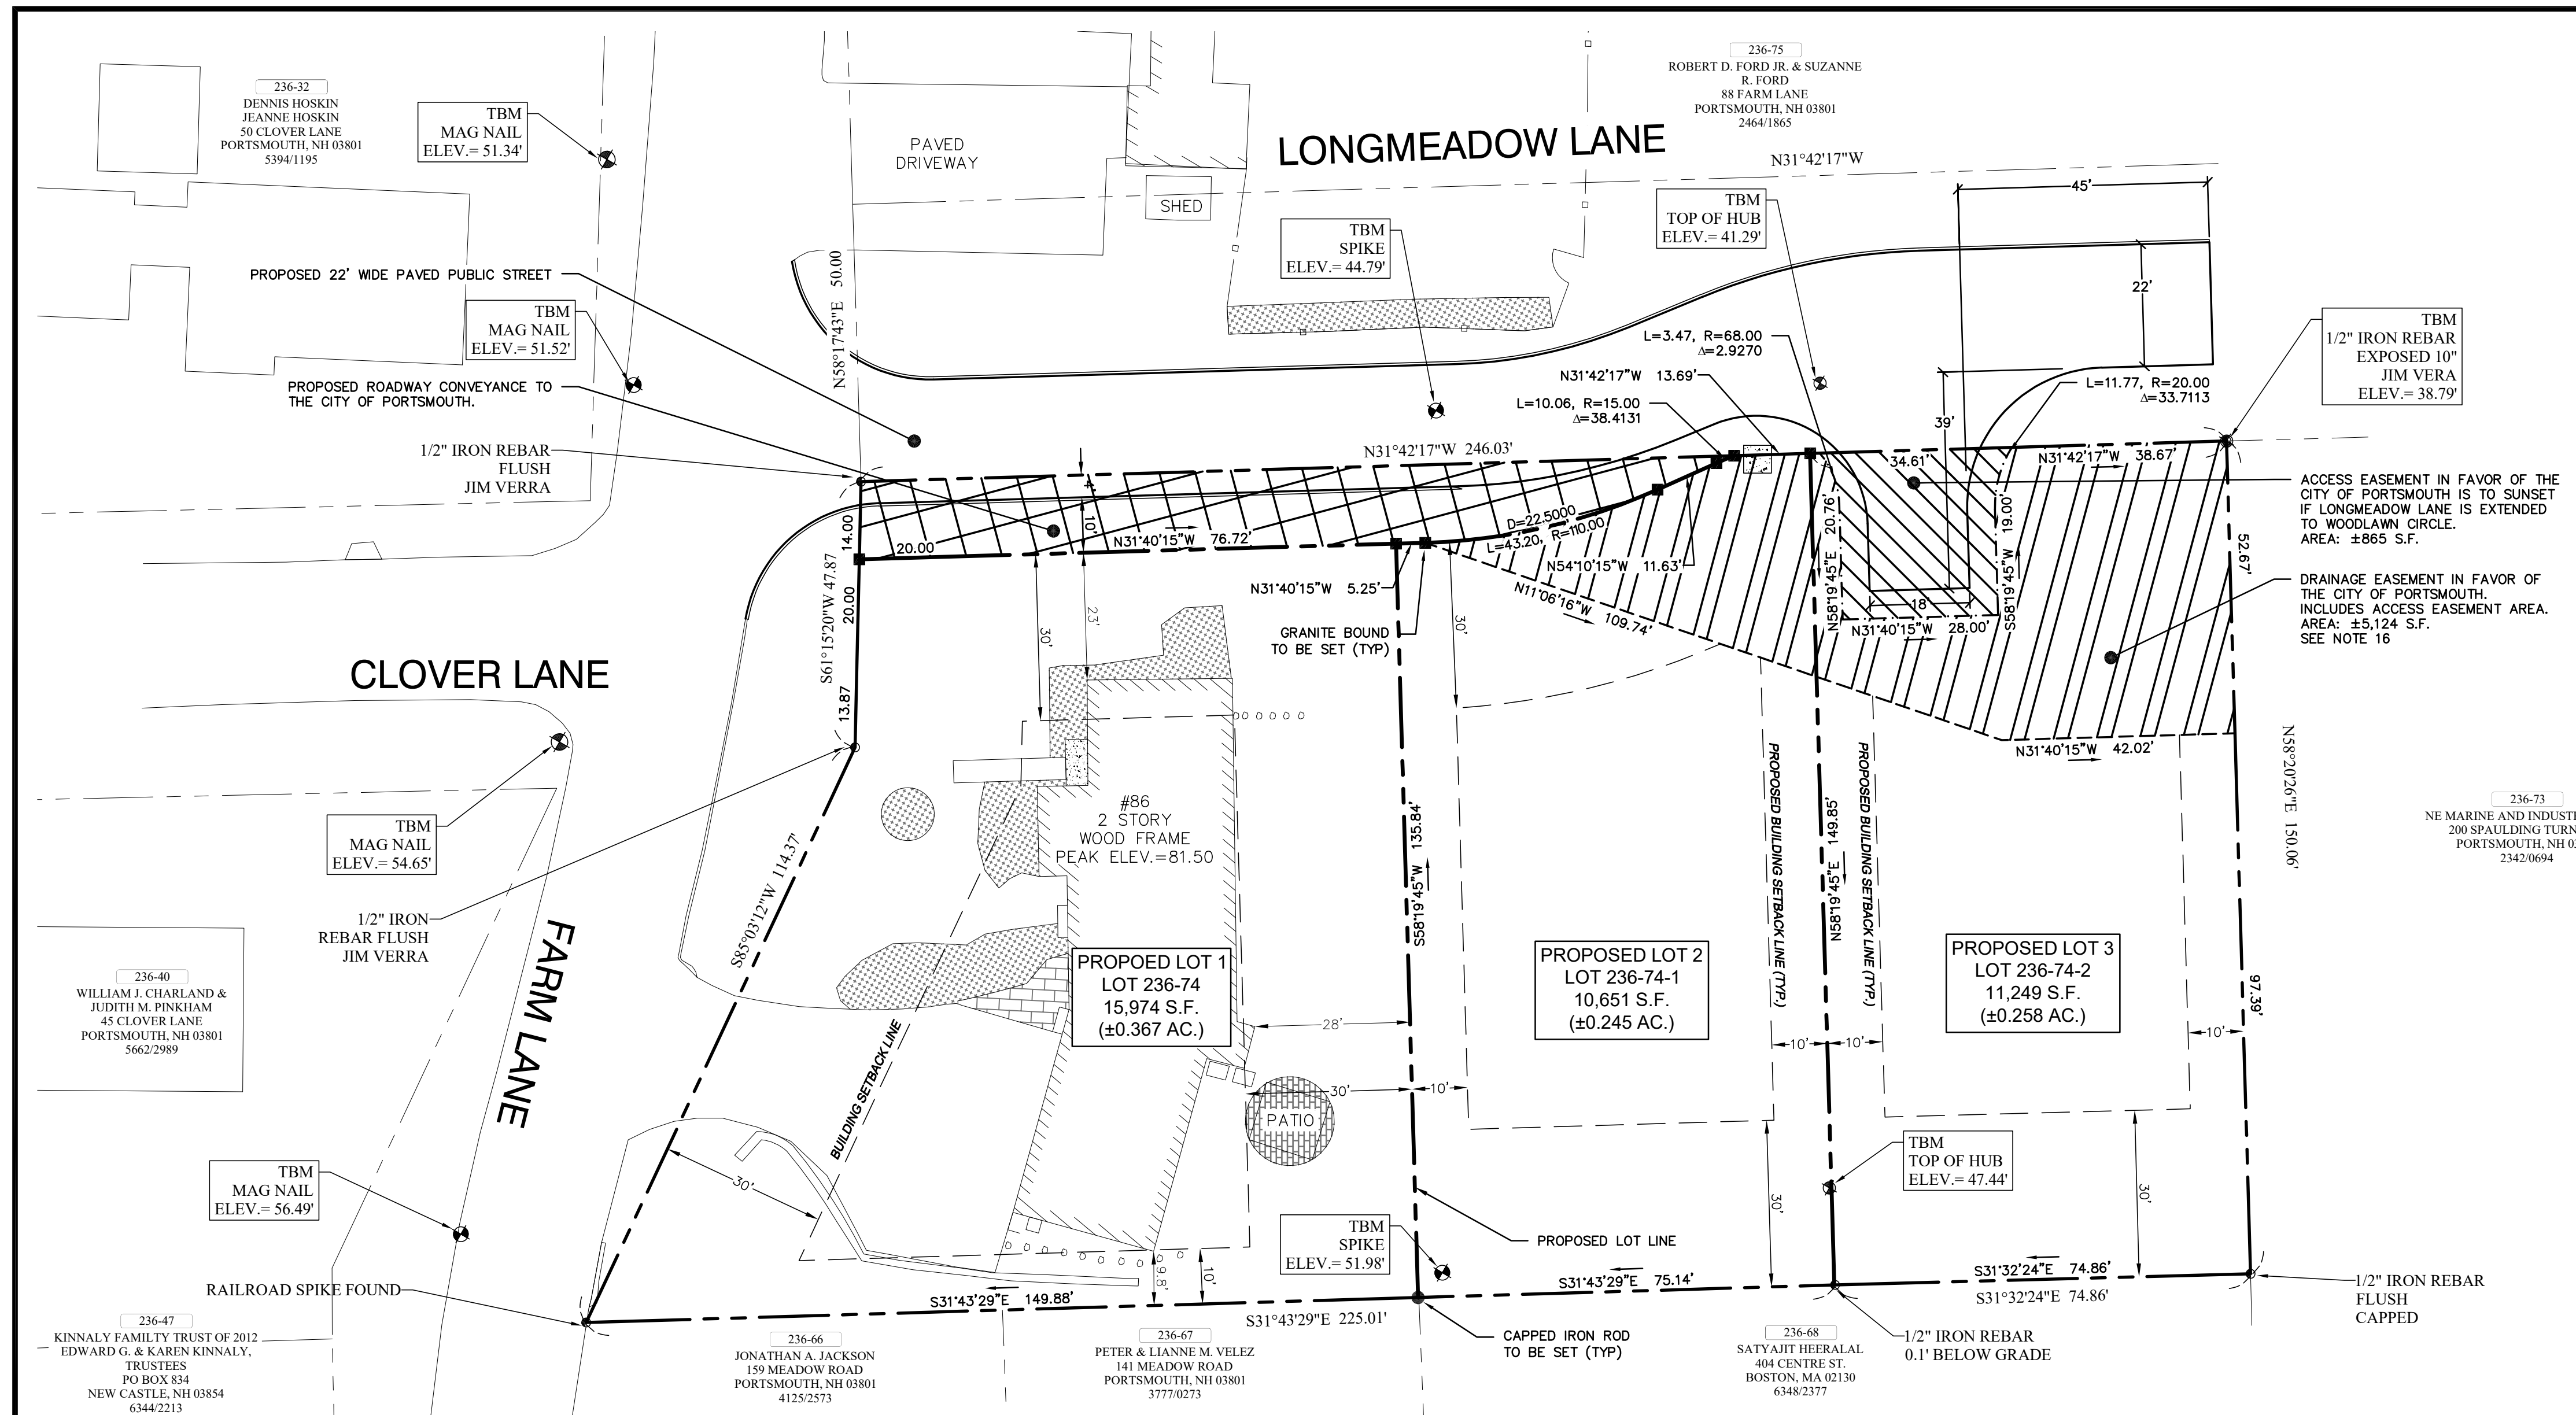 236-32
DENNIS HOSKIN
JEANNE HOSKIN
50 CLOVER LANE
PORTSMOUTH, NH 03801
5394/1195
TBM
MAG NAIL
ELEV.= 51.34'
PAVED
DRIVEWAY
SHED
LONGMEADOW LANE
236-75
ROBERT D. FORD JR. & SUZANNE
R. FORD
88 FARM LANE
PORTSMOUTH, NH 03801
2464/1865
N31°42'17"W
45'
TBM
TOP OF HUB
ELEV.= 41.29'
TBM
SPIKE
ELEV.= 44.79'
PROPOSED 22' WIDE PAVED PUBLIC STREET
TBM
MAG NAIL
ELEV.= 51.52'
N58°17'43"E 50.00
22'
TBM
1/2" IRON REBAR
EXPOSED 10"
JIM VERA
ELEV.= 38.79'
PROPOSED ROADWAY CONVEYANCE TO
THE CITY OF PORTSMOUTH.
L=3.47, R=68.00
Δ=2.9270
N31°42'17"W 13.69'
L=10.06, R=15.00
Δ=38.4131
L=11.77, R=20.00
Δ=33.7113
39'
1/2" IRON REBAR
FLUSH
JIM VERRA
N31°42'17"W 246.03'
34.61'
N31°42'17"W 38.67'
4'
10'
14.00
20.00
N31°40'15"W 76.72'
D=22.5000
L=43.20, R=110.00
N54°10'15"W 11.63'
N31°40'15"W 5.25'
N11°06'16"W 109.74'
N58°19'45"E 20.76'
S58°19'45"W 19.00'
18'
N31°40'15"W 28.00'
52.67'
ACCESS EASEMENT IN FAVOR OF THE
CITY OF PORTSMOUTH IS TO SUNSET
IF LONGMEADOW LANE IS EXTENDED
TO WOODLAWN CIRCLE.
AREA: ±865 S.F.
DRAINAGE EASEMENT IN FAVOR OF
THE CITY OF PORTSMOUTH.
INCLUDES ACCESS EASEMENT AREA.
AREA: ±5,124 S.F.
SEE NOTE 16
S61°15'20"W 47.87
20.00
13.87
30'
23'
GRANITE BOUND
TO BE SET (TYP)
30'
CLOVER LANE
N31°40'15"W 42.02'
N58°20'26"E 150.06'
PROPOSED BUILDING SETBACK LINE (TYP.)
PROPOSED BUILDING SETBACK LINE (TYP.)
TBM
MAG NAIL
ELEV.= 54.65'
#86
2 STORY
WOOD FRAME
PEAK ELEV.=81.50
S58°19'45"W 135.84'
N58°19'45"E 149.85'
236-73
NE MARINE AND INDUST
200 SPAULDING TURN
PORTSMOUTH, NH 0
2342/0694
S85°03'12"W 114.37'
1/2" IRON
REBAR FLUSH
JIM VERRA
FARM LANE
236-40
WILLIAM J. CHARLAND &
JUDITH M. PINKHAM
45 CLOVER LANE
PORTSMOUTH, NH 03801
5662/2989
PROPOED LOT 1
LOT 236-74
15,974 S.F.
(±0.367 AC.)
PROPOSED LOT 2
LOT 236-74-1
10,651 S.F.
(±0.245 AC.)
PROPOSED LOT 3
LOT 236-74-2
11,249 S.F.
(±0.258 AC.)
97.39'
BUILDING SETBACK LINE
28'
10'
10'
10'
30'
10'
PATIO
TBM
MAG NAIL
ELEV.= 56.49'
30'
TBM
TOP OF HUB
ELEV.= 47.44'
30'
30'
TBM
SPIKE
ELEV.= 51.98'
PROPOSED LOT LINE
9.8'
10'
RAILROAD SPIKE FOUND
S31°43'29"E 149.88'
S31°43'29"E 75.14'
S31°32'24"E 74.86'
S31°43'29"E 225.01'
S31°32'24"E 74.86'
1/2" IRON REBAR
FLUSH
CAPPED
236-47
KINNALY FAMILTY TRUST OF 2012
EDWARD G. & KAREN KINNALY,
TRUSTEES
PO BOX 834
NEW CASTLE, NH 03854
6344/2213
236-66
JONATHAN A. JACKSON
159 MEADOW ROAD
PORTSMOUTH, NH 03801
4125/2573
236-67
PETER & LIANNE M. VELEZ
141 MEADOW ROAD
PORTSMOUTH, NH 03801
3777/0273
CAPPED IRON ROD
TO BE SET (TYP)
236-68
SATYAJIT HEERALAL
404 CENTRE ST.
BOSTON, MA 02130
6348/2377
1/2" IRON REBAR
0.1' BELOW GRADE